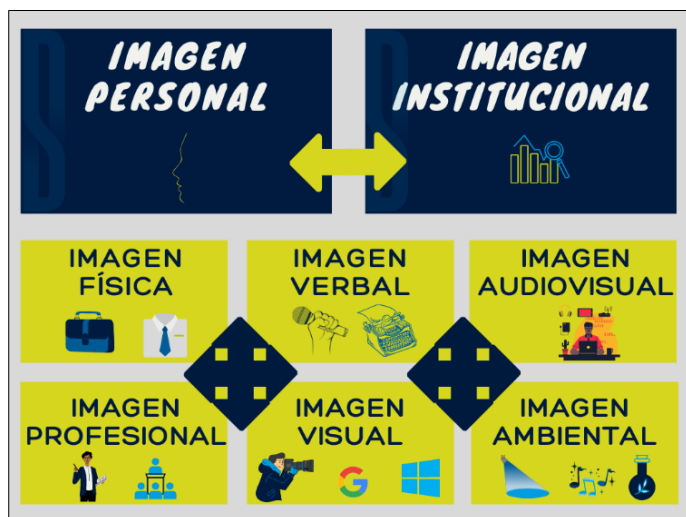 IMAGEN
PERSONAL
IMAGEN
INSTITUCIONAL
IMAGEN
FÍSICA
IMAGEN
VERBAL
IMAGEN
AUDIOVISUAL
IMAGEN
PROFESIONAL
IMAGEN
VISUAL
IMAGEN
AMBIENTAL